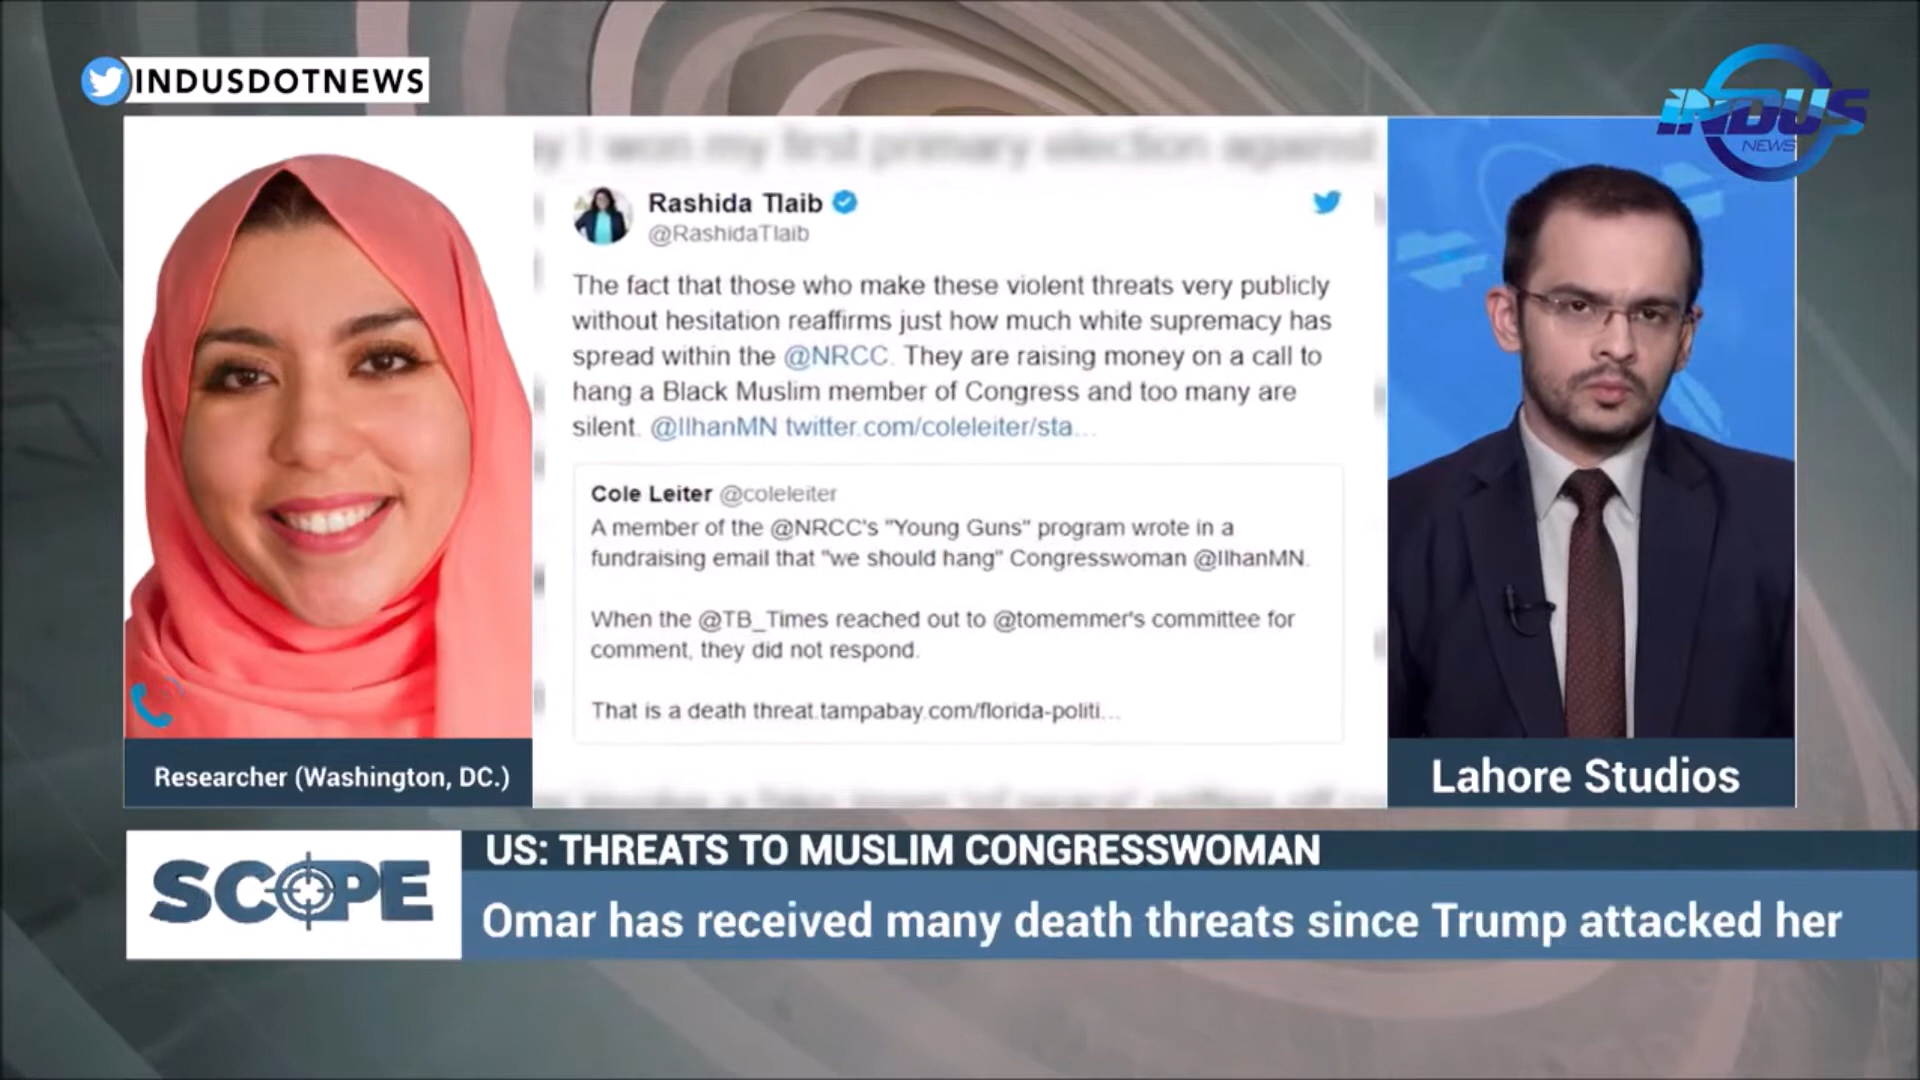 INDUSDOTNEWS
INDUS
NEWS
y I won my first primary election against
Rashida Tlaib
@RashidaTlaib
The fact that those who make these violent threats very publicly
without hesitation reaffirms just how much white supremacy has
spread within the @NRCC. They are raising money on a call to
hang a Black Muslim member of Congress and too many are
silent. @IlhanMN twitter.com/coleleiter/sta...
Cole Leiter @coleleiter
A member of the @NRCC's "Young Guns" program wrote in a
fundraising email that "we should hang" Congresswoman @IlhanMN.
When the @TB_Times reached out to @tomemmer's committee for
comment, they did not respond.
That is a death threat.tampabay.com/florida-politi...
Researcher (Washington, DC.)
Lahore Studios
SCOPE
US: THREATS TO MUSLIM CONGRESSWOMAN
Omar has received many death threats since Trump attacked her